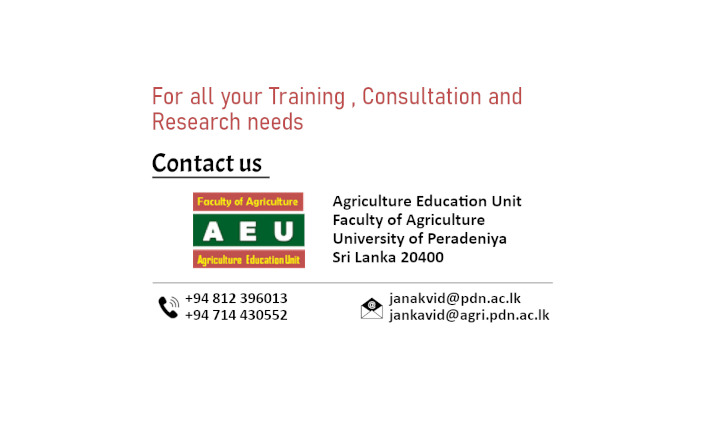 For all your Training , Consultation and
Research needs
Contact us
Faculty of Agriculture
A E U
Agriculture Education Unit
Agriculture Education Unit
Faculty of Agriculture
University of Peradeniya
Sri Lanka 20400
+94 812 396013
+94 714 430552
janakvid@pdn.ac.lk
jankavid@agri.pdn.ac.lk